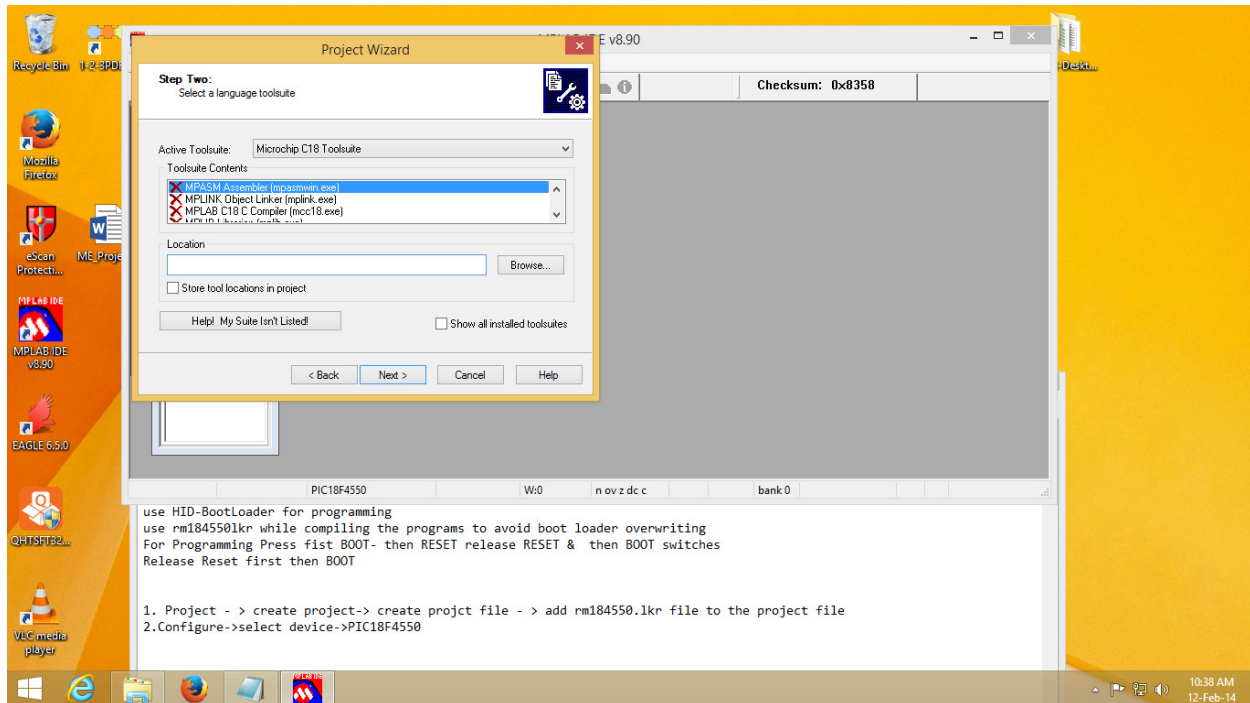 Recycle Bin
Mozilla
Firefox
eScan
Protecti...
ME_Proje
MPLAB IDE
MPLAB IDE
v8.90
EAGLE 6.5.0
QHTSFT32...
VLC media
player
Project Wizard
E v8.90
Step Two:
Select a language toolsuite
Checksum: 0x8358
Active Toolsuite: Microchip C18 Toolsuite
Toolsuite Contents
MPASM Assembler (mpasmwin.exe)
MPLINK Object Linker (mplink.exe)
MPLAB C18 C Compiler (mcc18.exe)
Location
Browse...
Store tool locations in project
Help! My Suite Isn't Listed!
Show all installed toolsuites
< Back Next > Cancel Help
PIC18F4550 W:0 n ov z dc c bank 0
use HID-BootLoader for programming
use rm184550lkr while compiling the programs to avoid boot loader overwriting
For Programming Press fist BOOT- then RESET release RESET & then BOOT switches
Release Reset first then BOOT
1. Project - > create project-> create projct file - > add rm184550.lkr file to the project file
2.Configure->select device->PIC18F4550
10:38 AM
12-Feb-14